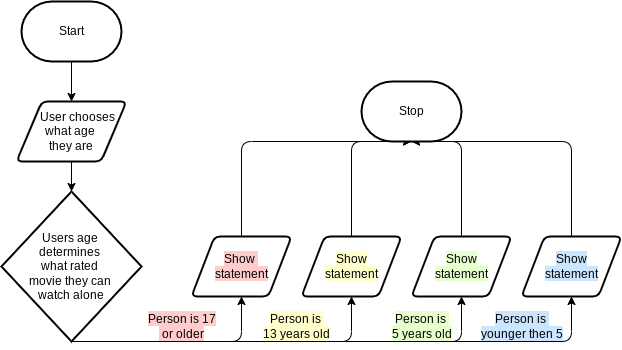 Start
User chooses
what age
they are
Users age
determines
what rated
movie they can
watch alone
Stop
Show
statement
Show
statement
Show
statement
Show
statement
Person is 17
or older
Person is
13 years old
Person is
5 years old
Person is
younger then 5